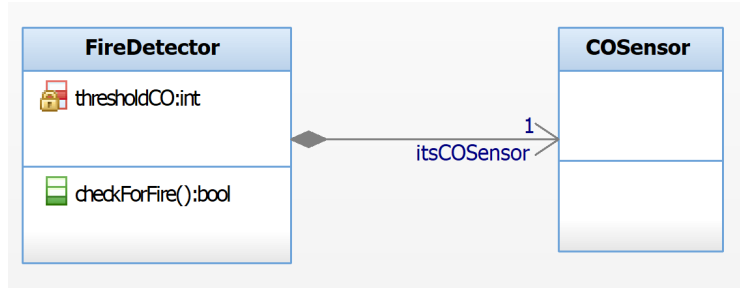 FireDetector
thresholdCO:int
checkForFire():bool
1
itsCOSensor
COSensor